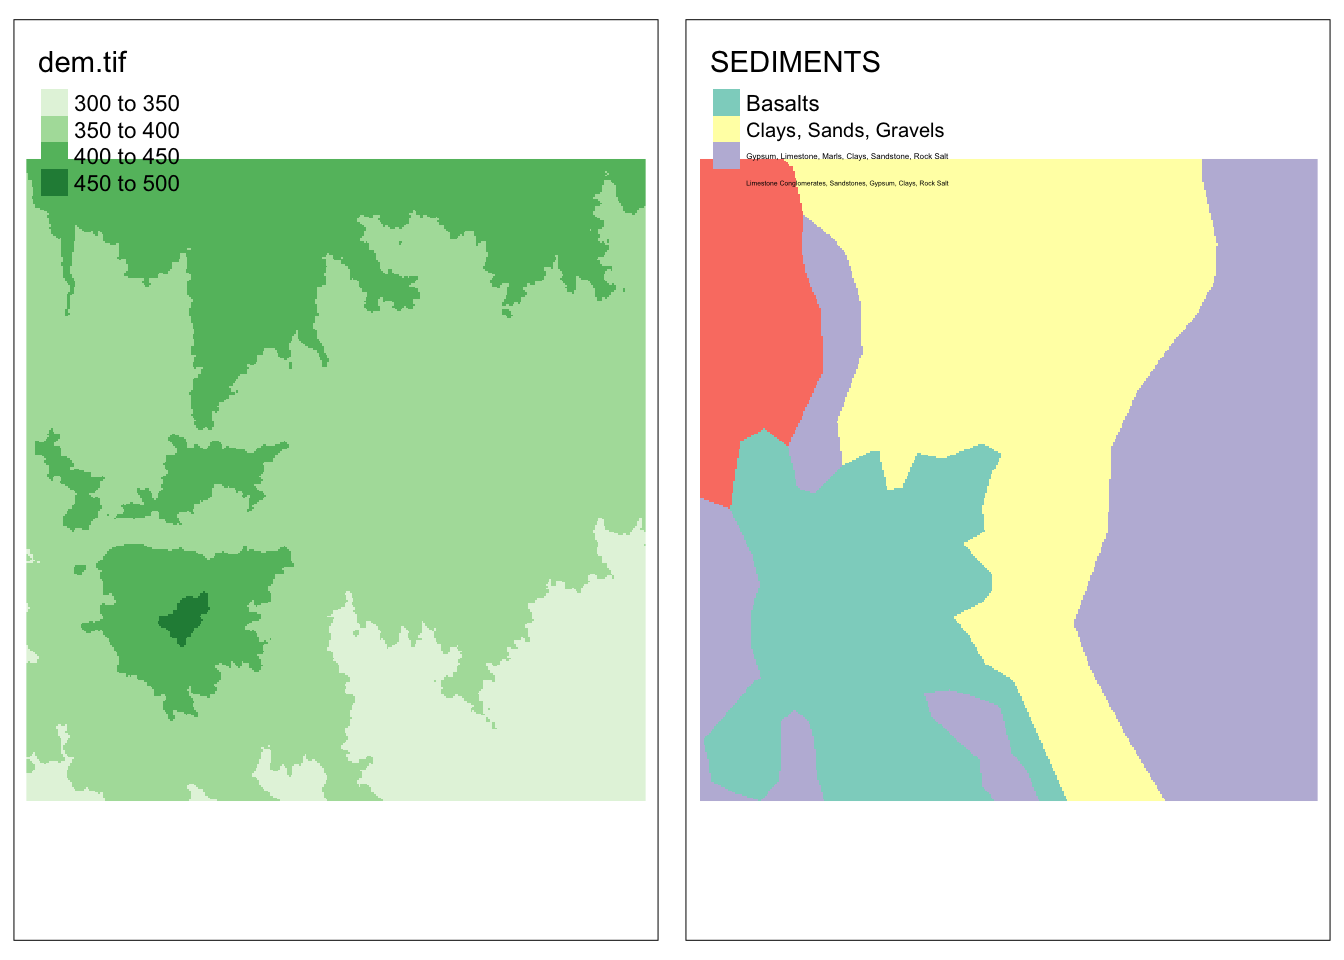 dem.tif
300 to 350
350 to 400
400 to 450
450 to 500
SEDIMENTS
Basalts
Clays, Sands, Gravels
Gypsum, Limestone, Marls, Clays, Sandstone, Rock Salt
Limestone Conglomerates, Sandstones, Gypsum, Clays, Rock Salt